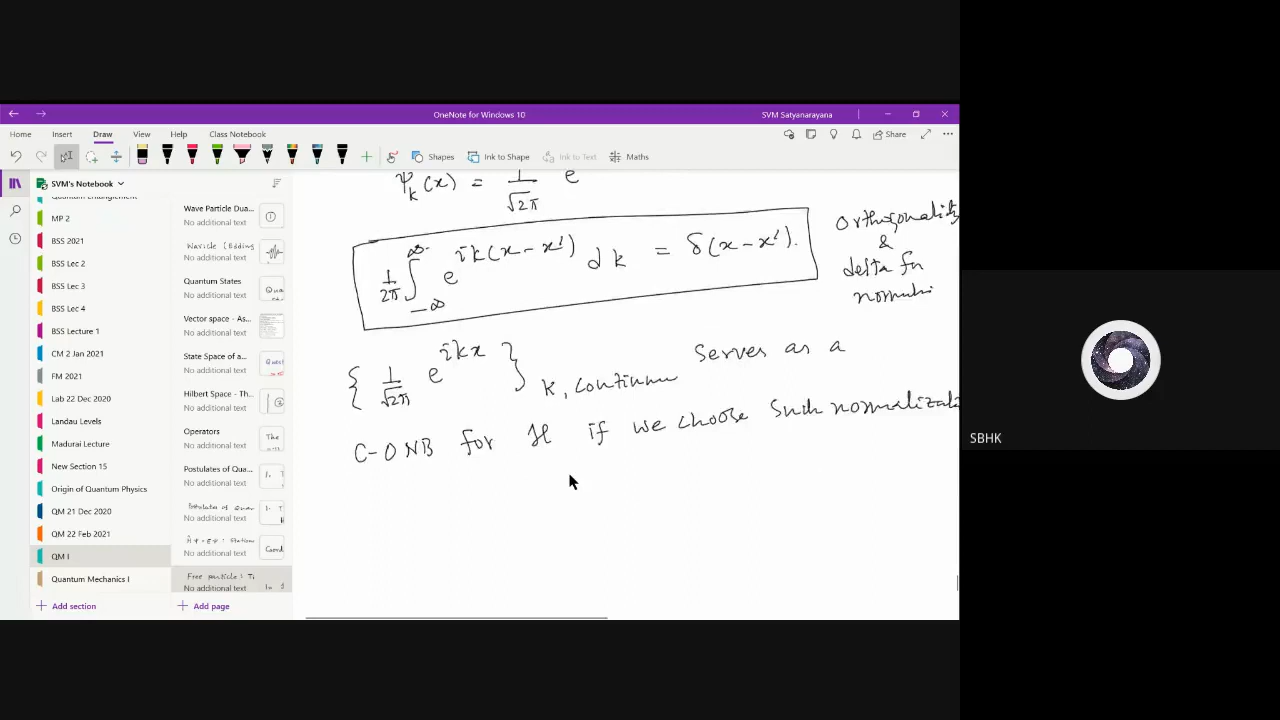 OneNote for Windows 10
SVM Satyanarayana
Home Insert Draw View Help Class Notebook
Share
Shapes Ink to Shape Ink to Text Maths
SVM's Notebook
MP 2
BSS 2021
BSS Lec 2
BSS Lec 3
BSS Lec 4
BSS Lecture 1
CM 2 Jan 2021
FM 2021
Lab 22 Dec 2020
Landau Levels
Madurai Lecture
New Section 15
Origin of Quantum Physics
QM 21 Dec 2020
QM 22 Feb 2021
QM I
Quantum Mechanics I
Add section
Wave Particle Dua...
No additional text
No additional text
Quantum States
No additional text
Vector space - As...
No additional text
State Space of a...
No additional text
Hilbert Space - Th...
No additional text
Operators
No additional text
Postulates of Qua...
No additional text
No additional text
No additional text
Free particle: Ti
No additional text
Add page
ψ_k(x) = 1/√2π e
1/2π ∫_{-∞}^{∞} e^{ik(x-x')} dk = δ(x-x').
Orthogonality
&
delta fn
{ 1/√2π e^{ikx} } k, continuum Serves as a
C-ONB for H if we choose such normalizati
SBHK